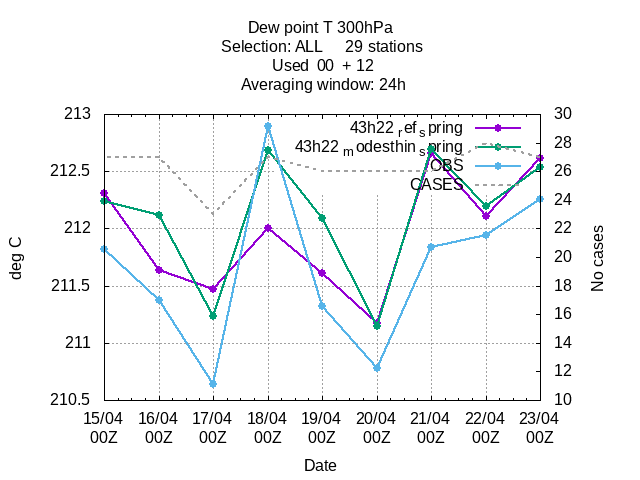 Dew point T 300hPa
Selection: ALL     29 stations
Used  00  + 12
Averaging window: 24h
213
212.5
212
211.5
211
210.5
30
28
26
24
22
20
18
16
14
12
10
43h22 ref spring
43h22 modesthin spring
OBS
CASES
deg C
No cases
15/04 16/04 17/04 18/04 19/04 20/04 21/04 22/04 23/04
00Z 00Z 00Z 00Z 00Z 00Z 00Z 00Z 00Z
Date